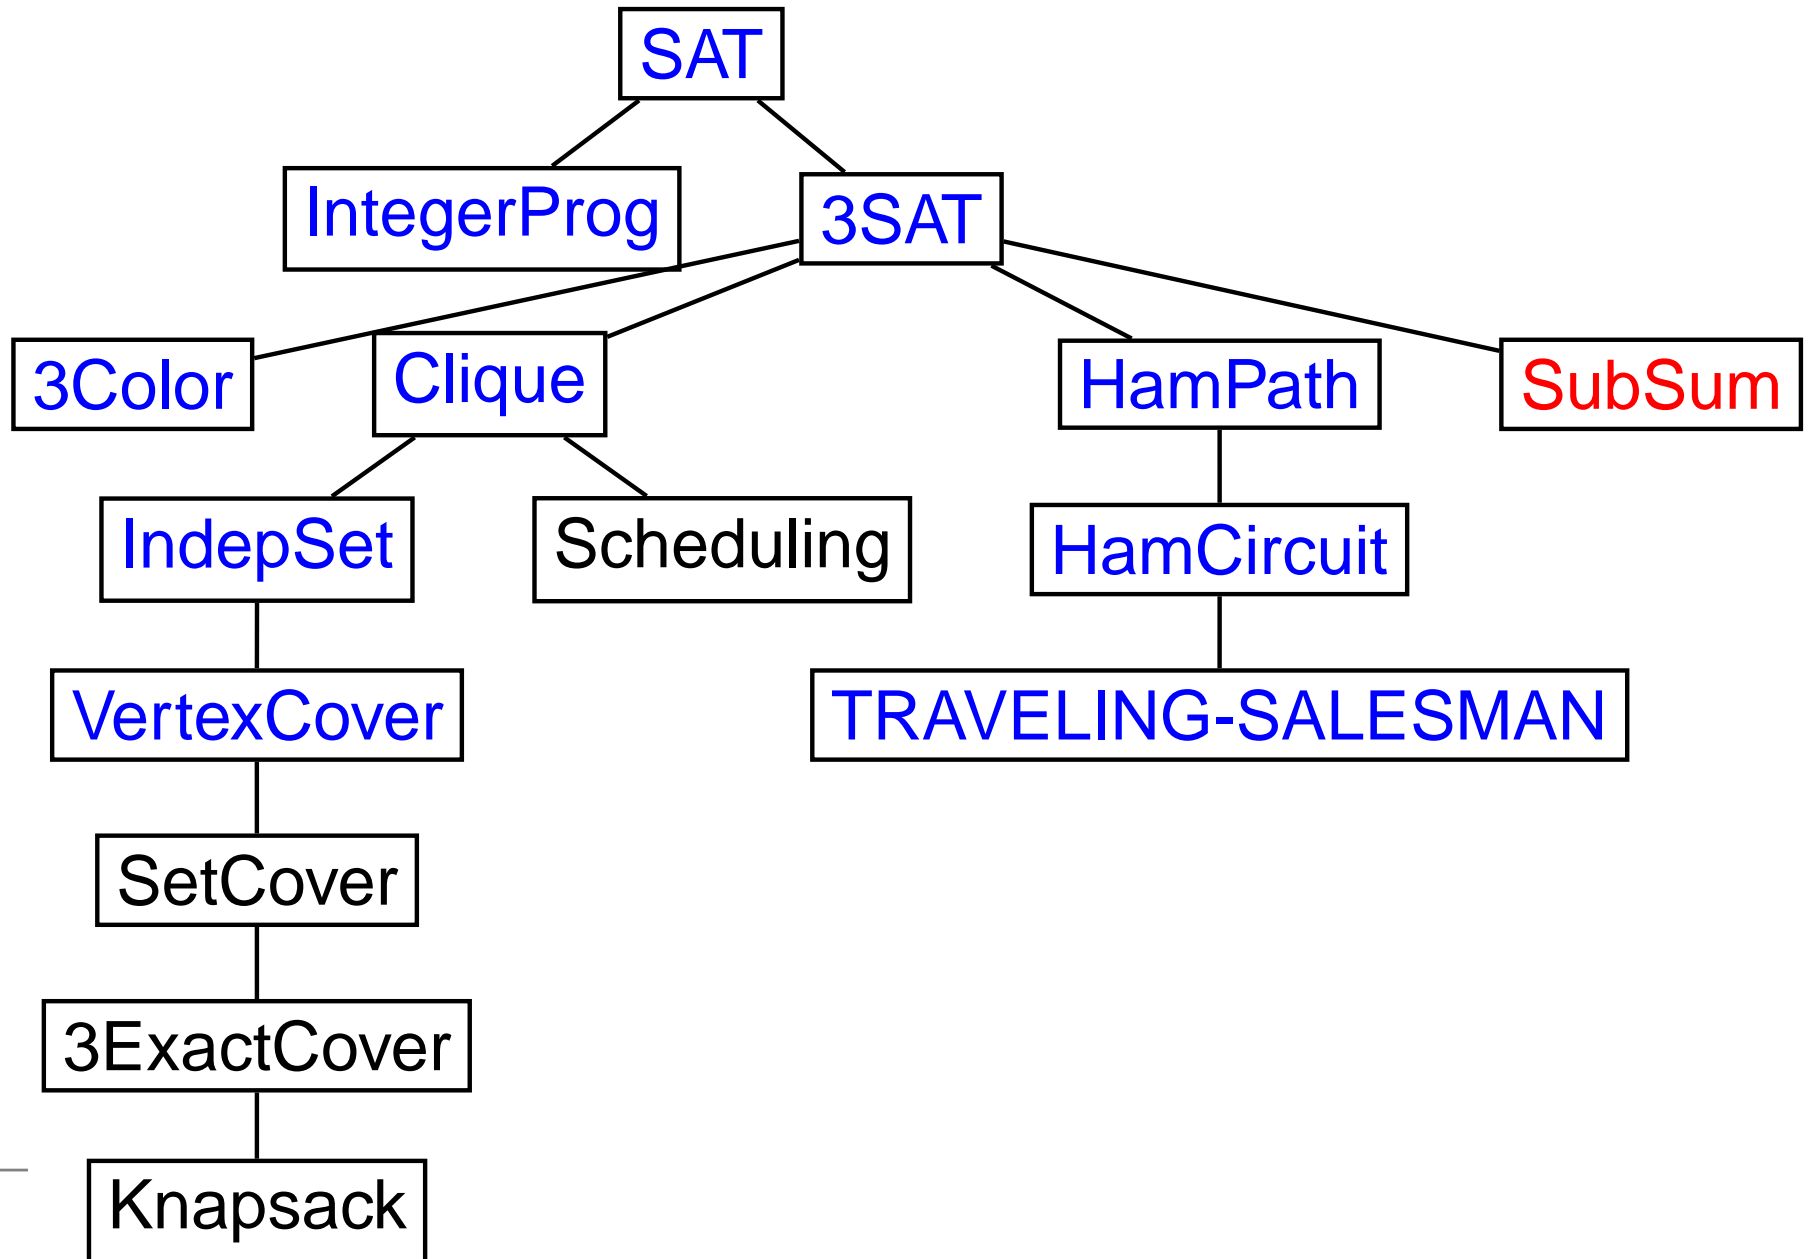 SAT
IntegerProg
3SAT
3Color
Clique
HamPath
SubSum
IndepSet
Scheduling
HamCircuit
VertexCover
TRAVELING-SALESMAN
SetCover
3ExactCover
Knapsack